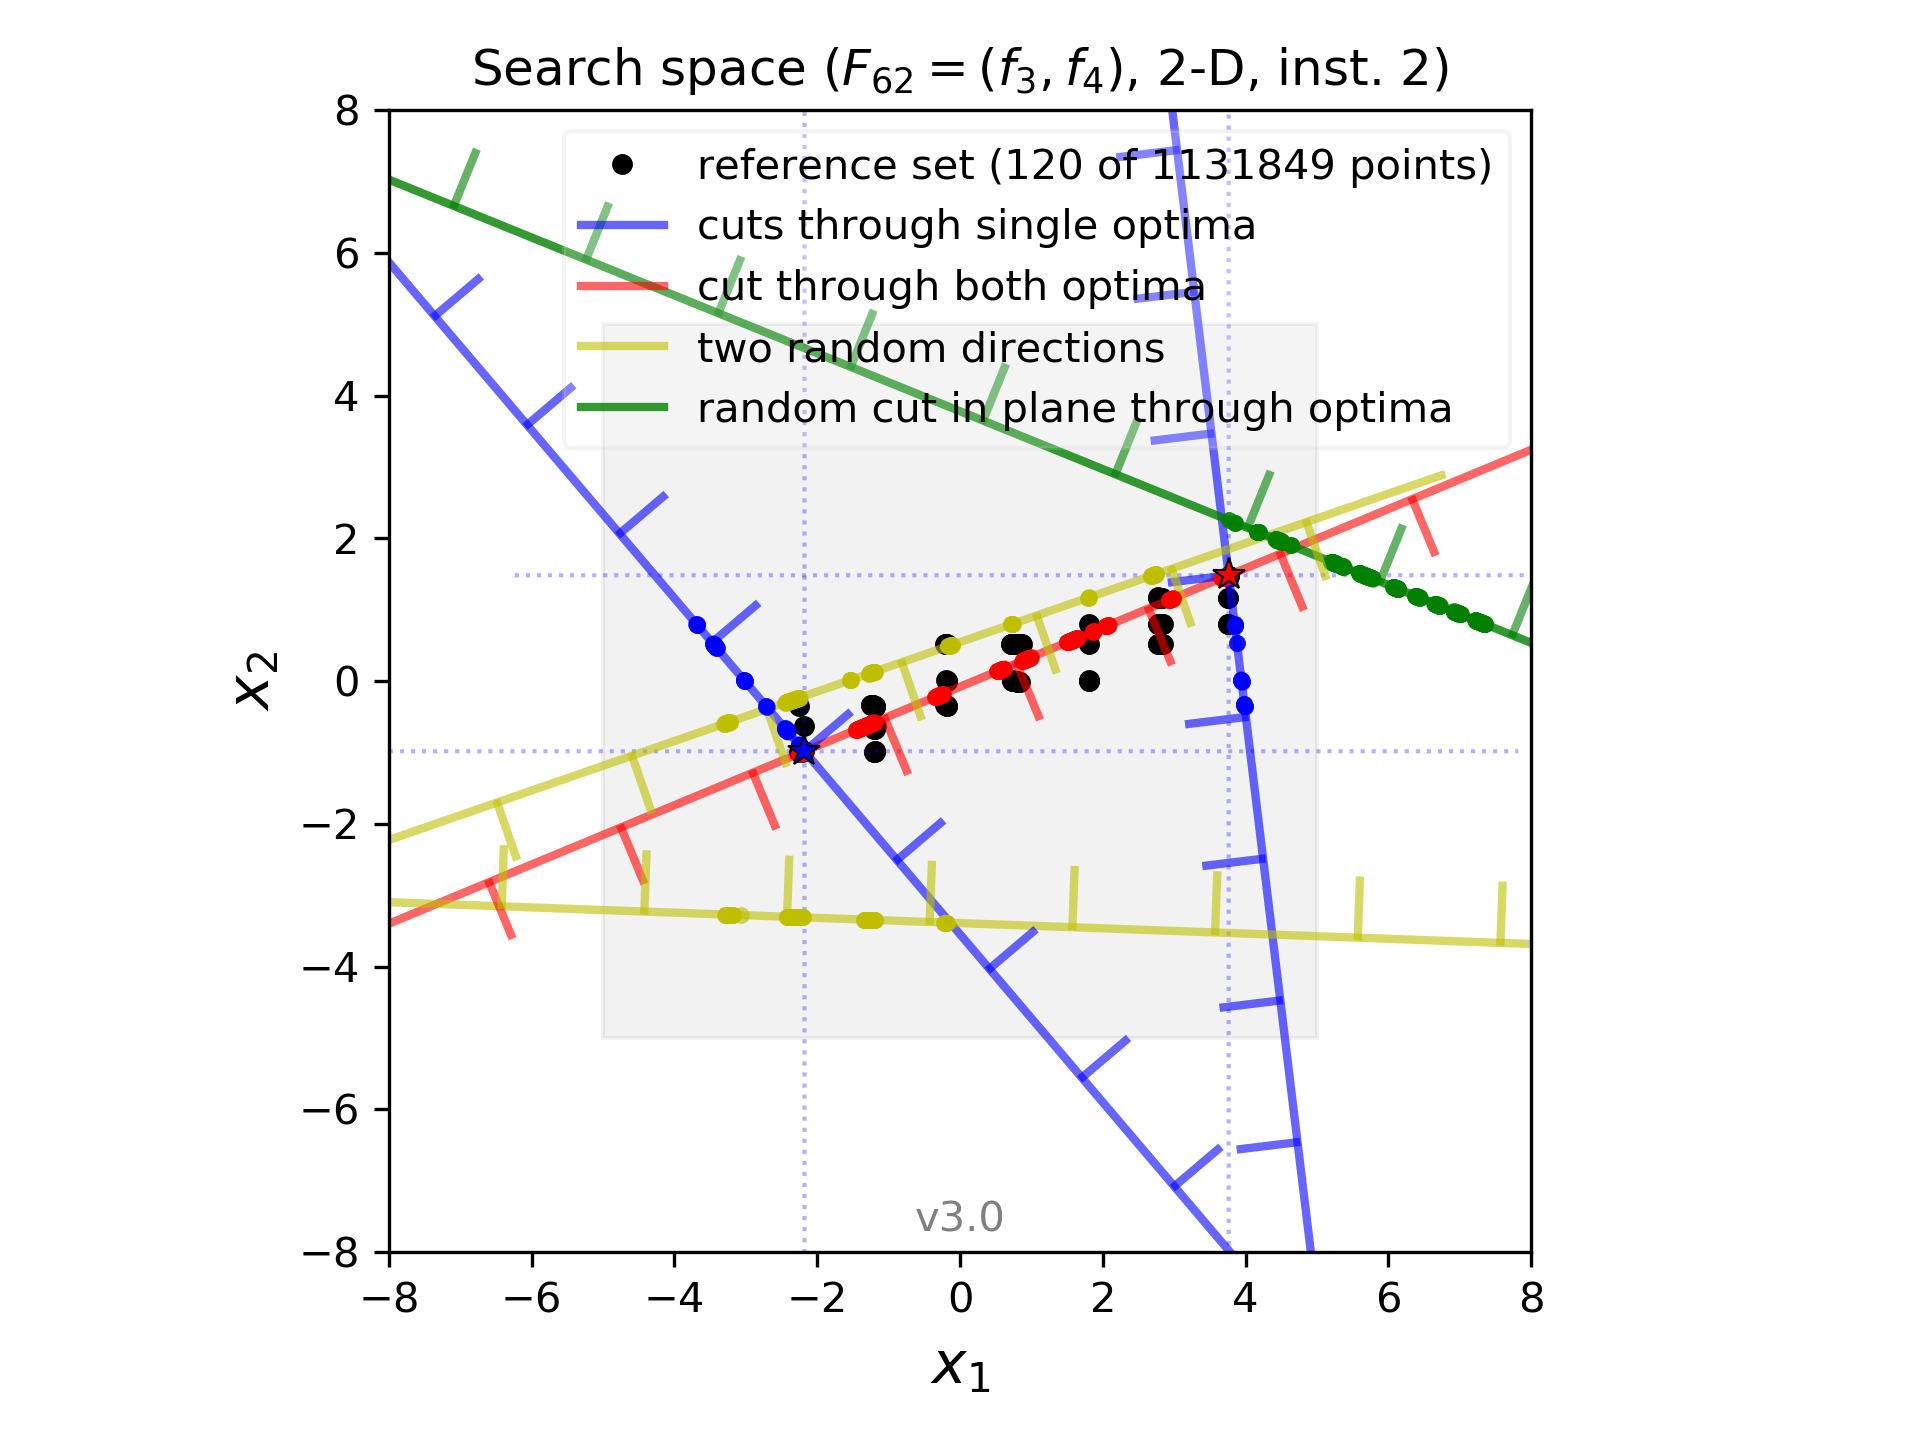 Search space (F₆₂ = (f₃, f₄), 2-D, inst. 2)
reference set (120 of 1131849 points)
cuts through single optima
cut through both optima
two random directions
random cut in plane through optima
8
6
4
2
0
−2
−4
−6
−8
x₂
v3.0
−8 −6 −4 −2 0 2 4 6 8
x₁